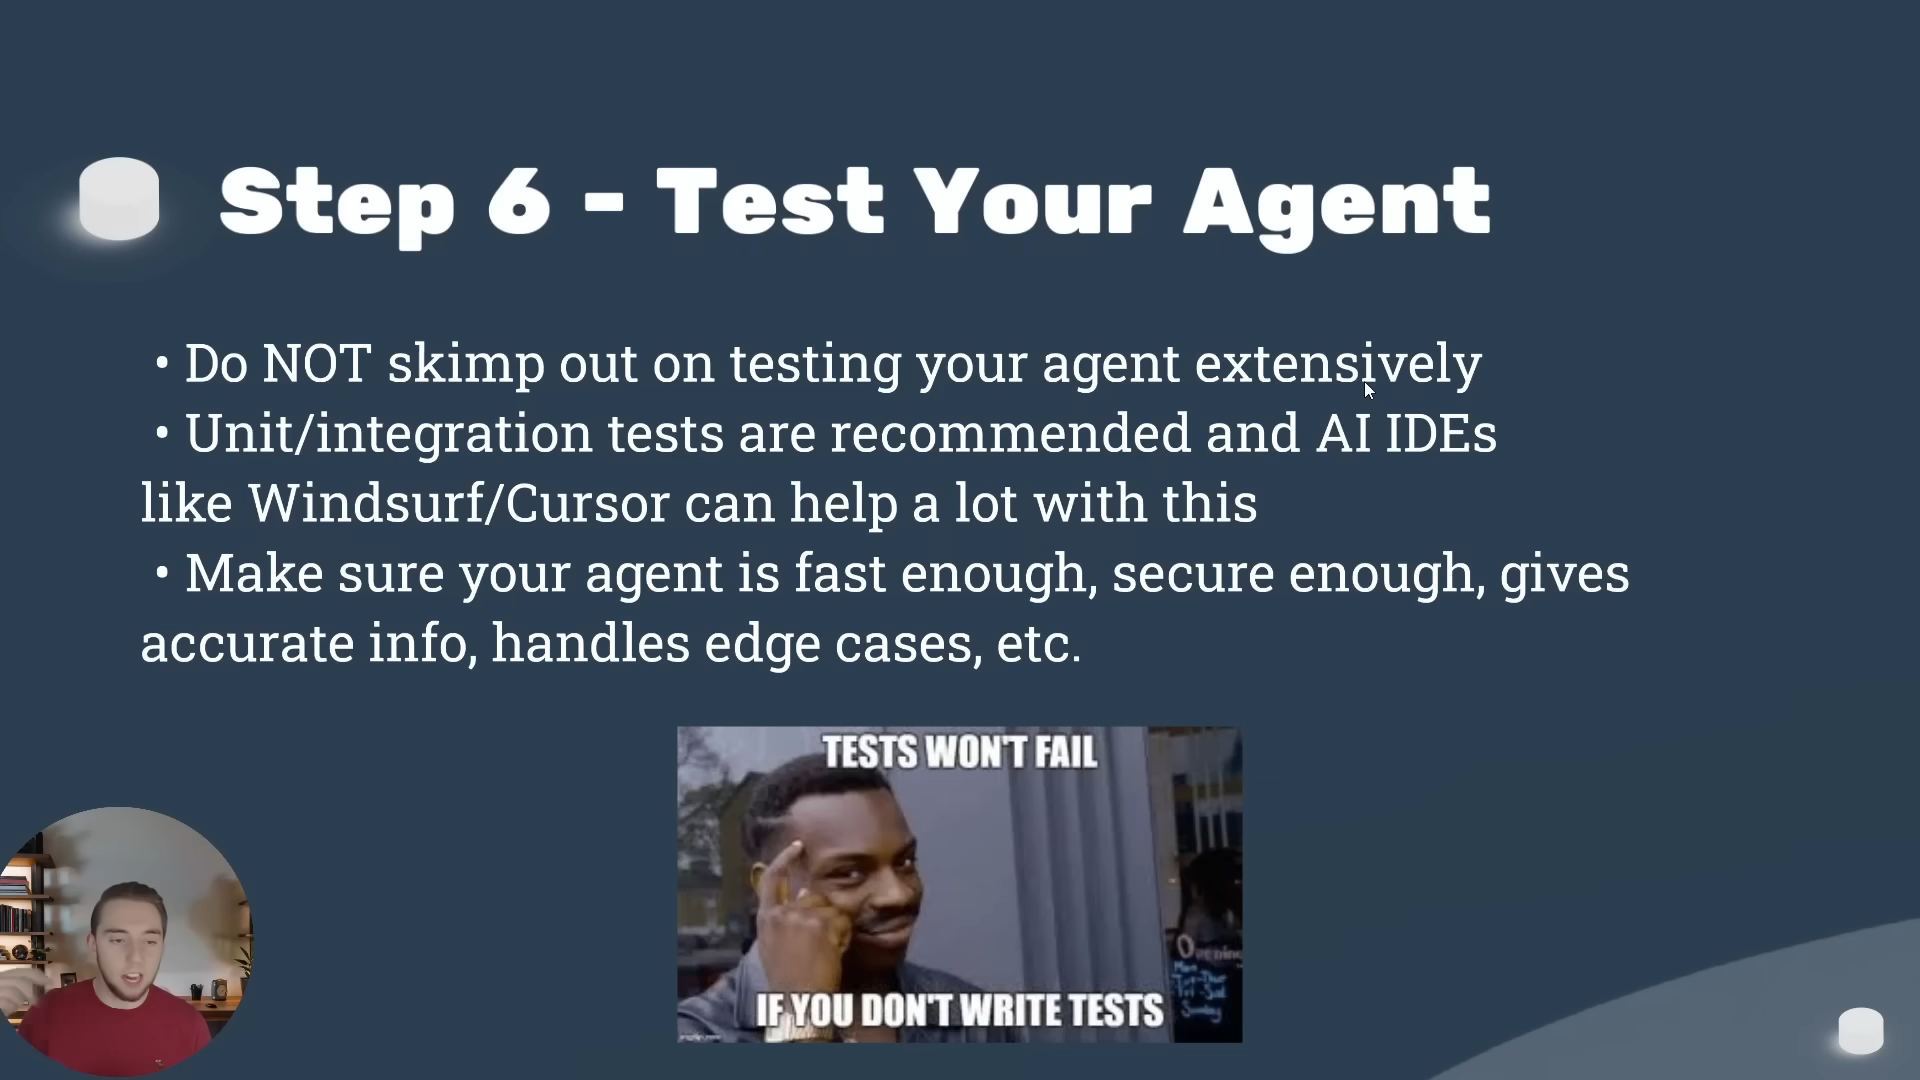 Step 6 - Test Your Agent
• Do NOT skimp out on testing your agent extensively
• Unit/integration tests are recommended and AI IDEs
like Windsurf/Cursor can help a lot with this
• Make sure your agent is fast enough, secure enough, gives
accurate info, handles edge cases, etc.
TESTS WON'T FAIL
IF YOU DON'T WRITE TESTS